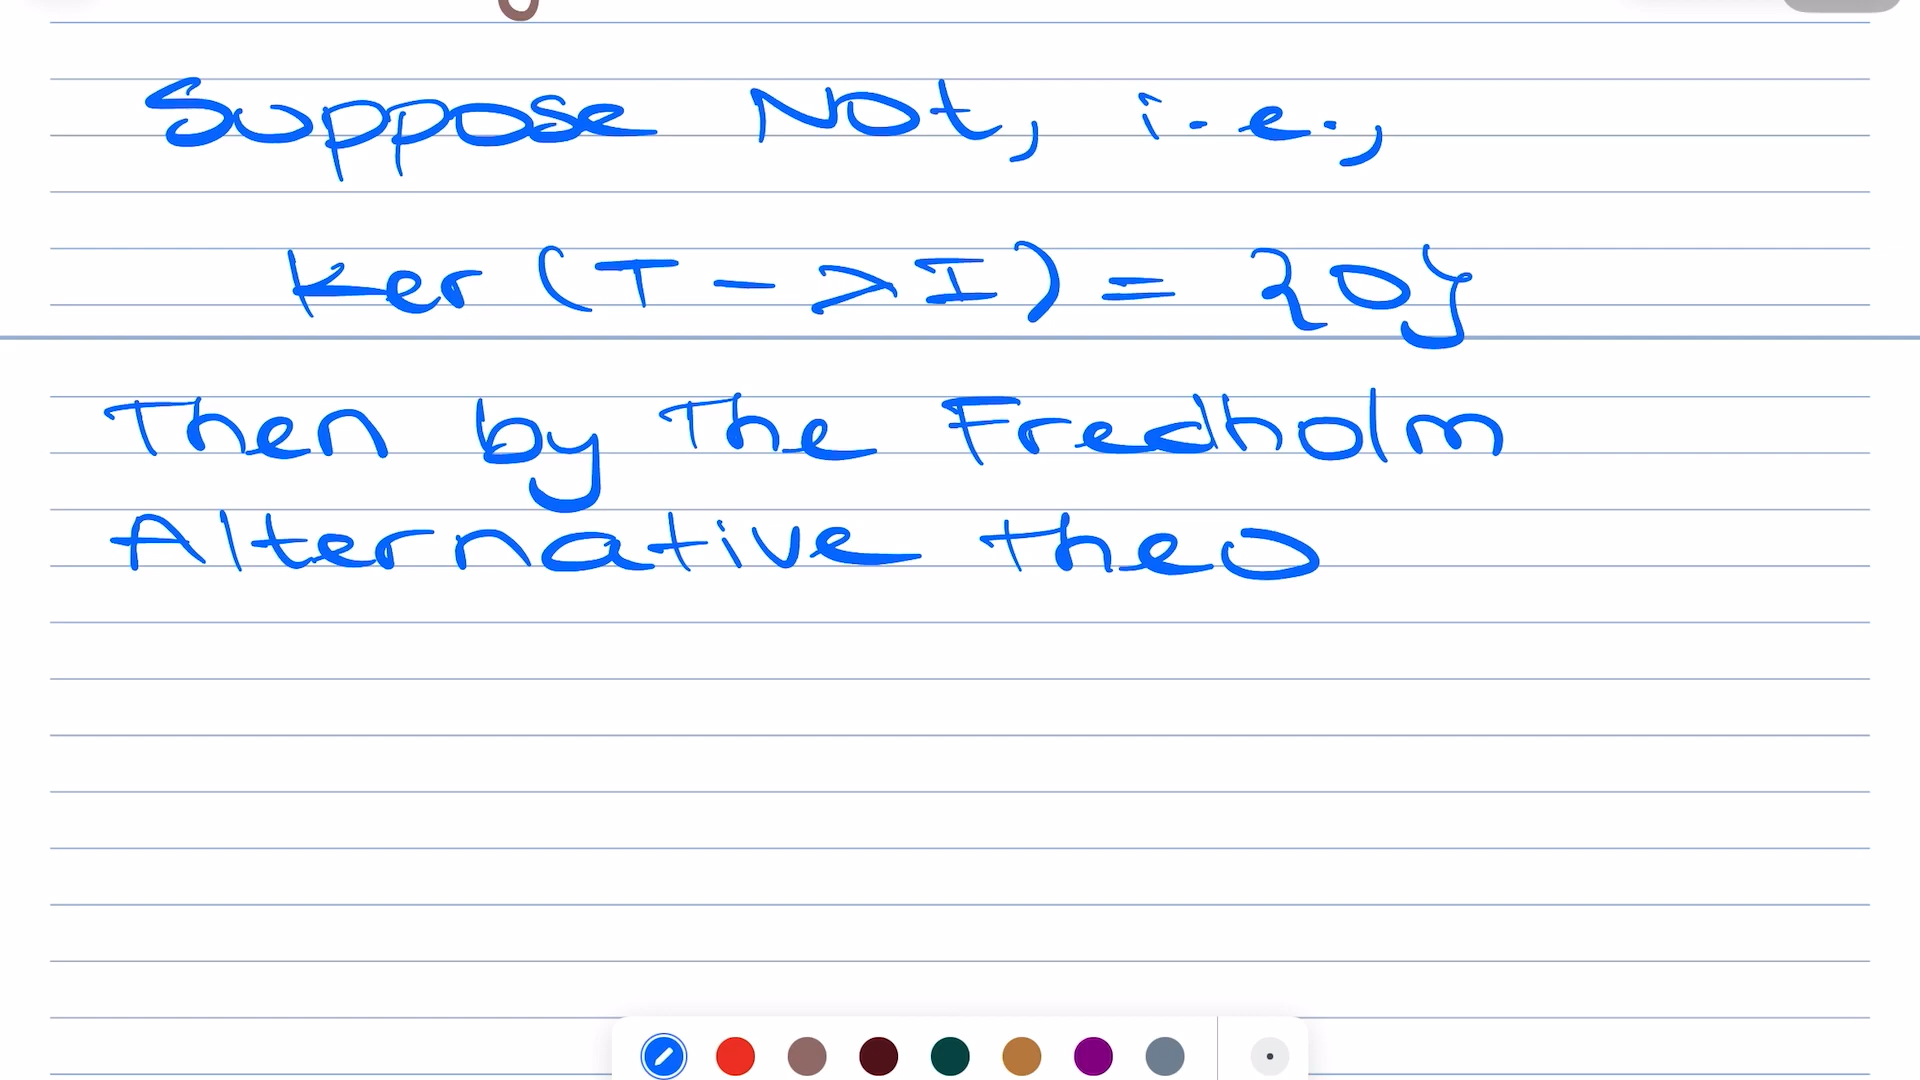 Suppose Not, i.e.,
ker (T - λI) = {0}
Then by The Fredholm
Alternative theo